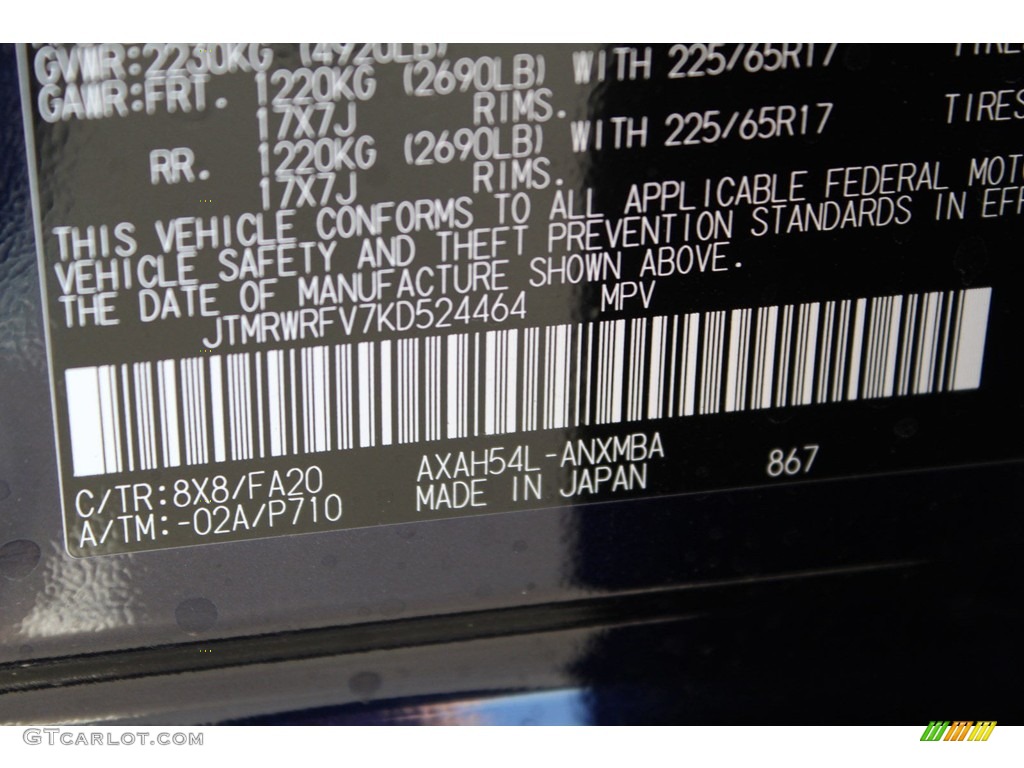 GVWR:2230KG (4920LB)
GAWR:FRT. 1220KG (2690LB) WITH 225/65R17
17X7J RIMS.
RR. 1220KG (2690LB) WITH 225/65R17 TIRES
17X7J RIMS.
THIS VEHICLE CONFORMS TO ALL APPLICABLE FEDERAL MOT
VEHICLE SAFETY AND THEFT PREVENTION STANDARDS IN EFF
THE DATE OF MANUFACTURE SHOWN ABOVE.
JTMRWRFV7KD524464 MPV
C/TR:8X8/FA20 AXAH54L-ANXMBA 867
A/TM:-02A/P710 MADE IN JAPAN
GTCARLOT.COM